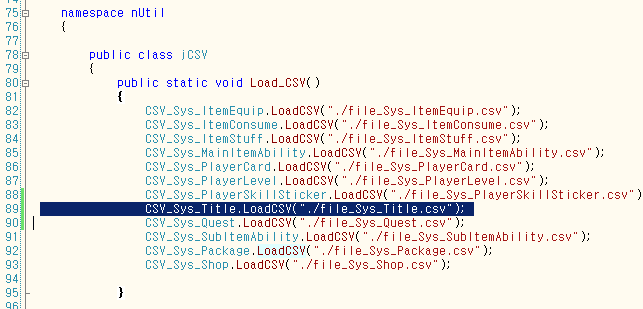 75 namespace nUtil
76 {
77
78 public class jCSV
79 {
80 public static void Load_CSV()
81 {
82 CSV_Sys_ItemEquip.LoadCSV("./file_Sys_ItemEquip.csv");
83 CSV_Sys_ItemConsume.LoadCSV("./file_Sys_ItemConsume.csv");
84 CSV_Sys_ItemStuff.LoadCSV("./file_Sys_ItemStuff.csv");
85 CSV_Sys_MainItemAbility.LoadCSV("./file_Sys_MainItemAbility.csv");
86 CSV_Sys_PlayerCard.LoadCSV("./file_Sys_PlayerCard.csv");
87 CSV_Sys_PlayerLevel.LoadCSV("./file_Sys_PlayerLevel.csv");
88 CSV_Sys_PlayerSkillSticker.LoadCSV("./file_Sys_PlayerSkillSticker.csv")
89 CSV_Sys_Title.LoadCSV("./file_Sys_Title.csv");
90 CSV_Sys_Quest.LoadCSV("./file_Sys_Quest.csv");
91 CSV_Sys_SubItemAbility.LoadCSV("./file_Sys_SubItemAbility.csv");
92 CSV_Sys_Package.LoadCSV("./file_Sys_Package.csv");
93 CSV_Sys_Shop.LoadCSV("./file_Sys_Shop.csv");
94
95 }
96